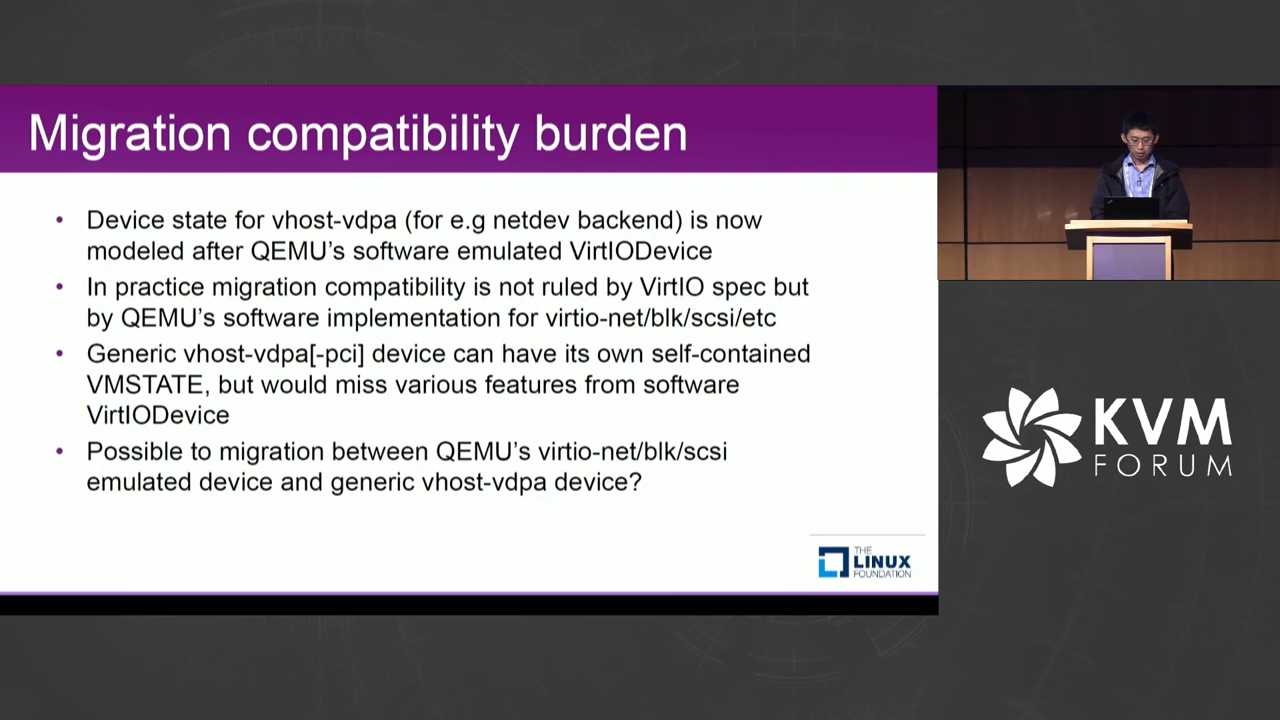 Migration compatibility burden
• Device state for vhost-vdpa (for e.g netdev backend) is now
modeled after QEMU's software emulated VirtIODevice
• In practice migration compatibility is not ruled by VirtIO spec but
by QEMU's software implementation for virtio-net/blk/scsi/etc
• Generic vhost-vdpa[-pci] device can have its own self-contained
VMSTATE, but would miss various features from software
VirtIODevice
• Possible to migration between QEMU's virtio-net/blk/scsi
emulated device and generic vhost-vdpa device?
THE
LINUX
FOUNDATION
KVM
FORUM